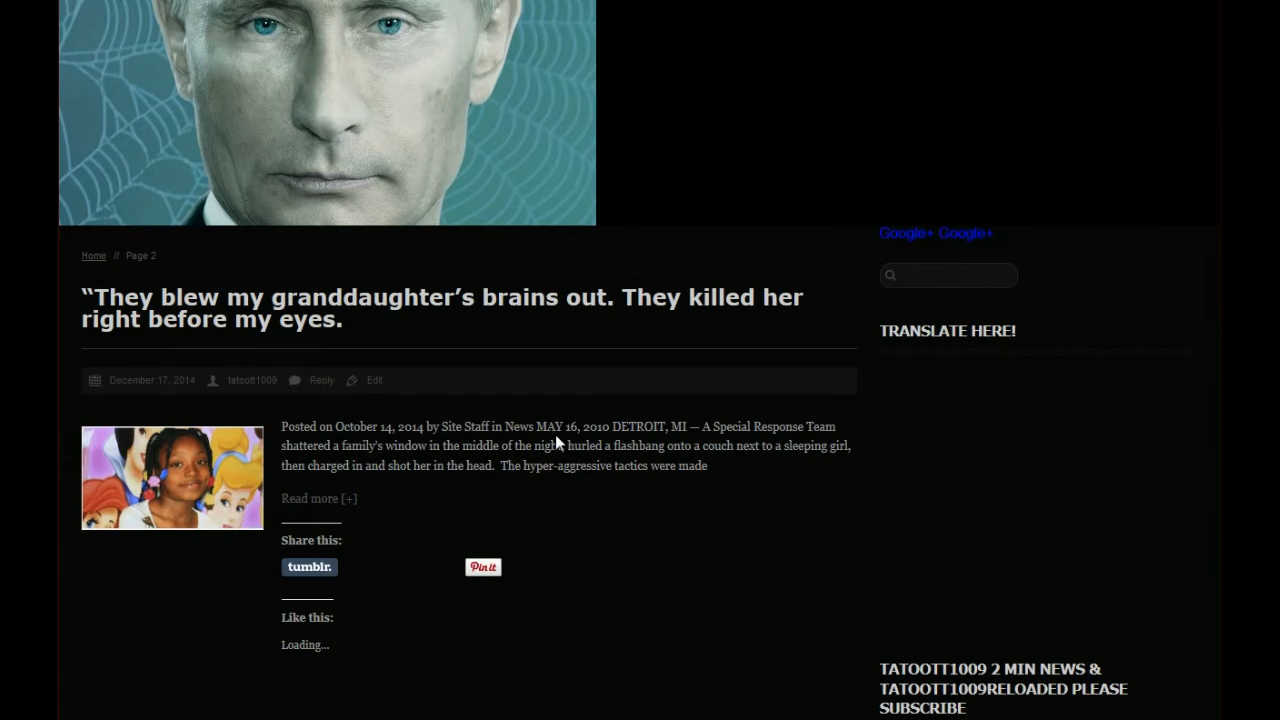 Google+ Google+
Home // Page 2
“They blew my granddaughter’s brains out. They killed her
right before my eyes.
TRANSLATE HERE!
December 17, 2014 tatoott1009 Reply Edit
Posted on October 14, 2014 by Site Staff in News MAY 16, 2010 DETROIT, MI — A Special Response Team
shattered a family's window in the middle of the night, hurled a flashbang onto a couch next to a sleeping girl,
then charged in and shot her in the head.  The hyper-aggressive tactics were made
Read more [+]
Share this:
tumblr.
Pin it
Like this:
Loading...
TATOOTT1009 2 MIN NEWS &
TATOOTT1009RELOADED PLEASE
SUBSCRIBE